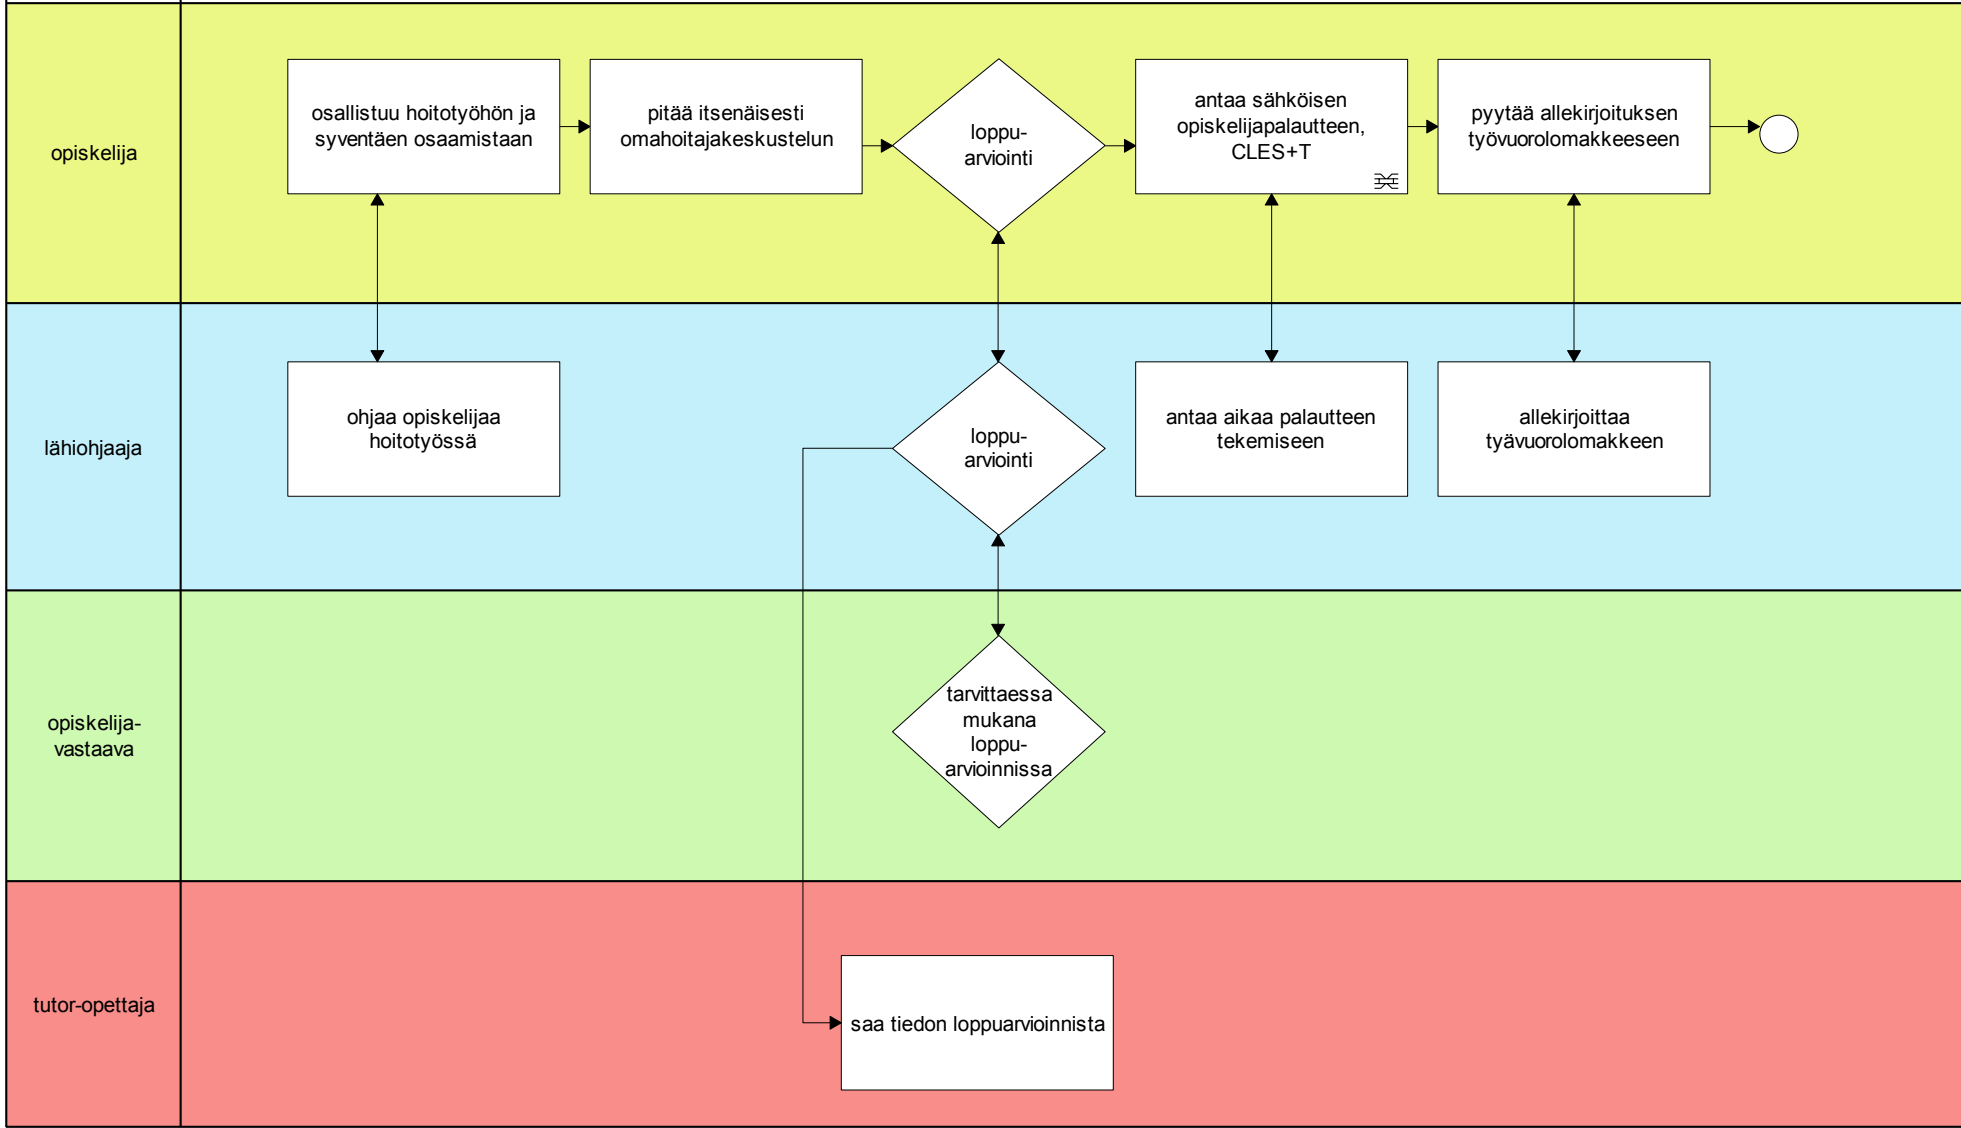 opiskelija
osallistuu hoitotyöhön ja
syventäen osaamistaan
pitää itsenäisesti
omahoitajakeskustelun
loppu-
arviointi
antaa sähköisen
opiskelijapalautteen,
CLES+T
pyytää allekirjoituksen
työvuorolomakkeeseen
lähiohjaaja
ohjaa opiskelijaa
hoitotyössä
loppu-
arviointi
antaa aikaa palautteen
tekemiseen
allekirjoittaa
tyävuorolomakkeen
opiskelija-
vastaava
tarvittaessa
mukana
loppu-
arvioinnissa
tutor-opettaja
saa tiedon loppuarvioinnista